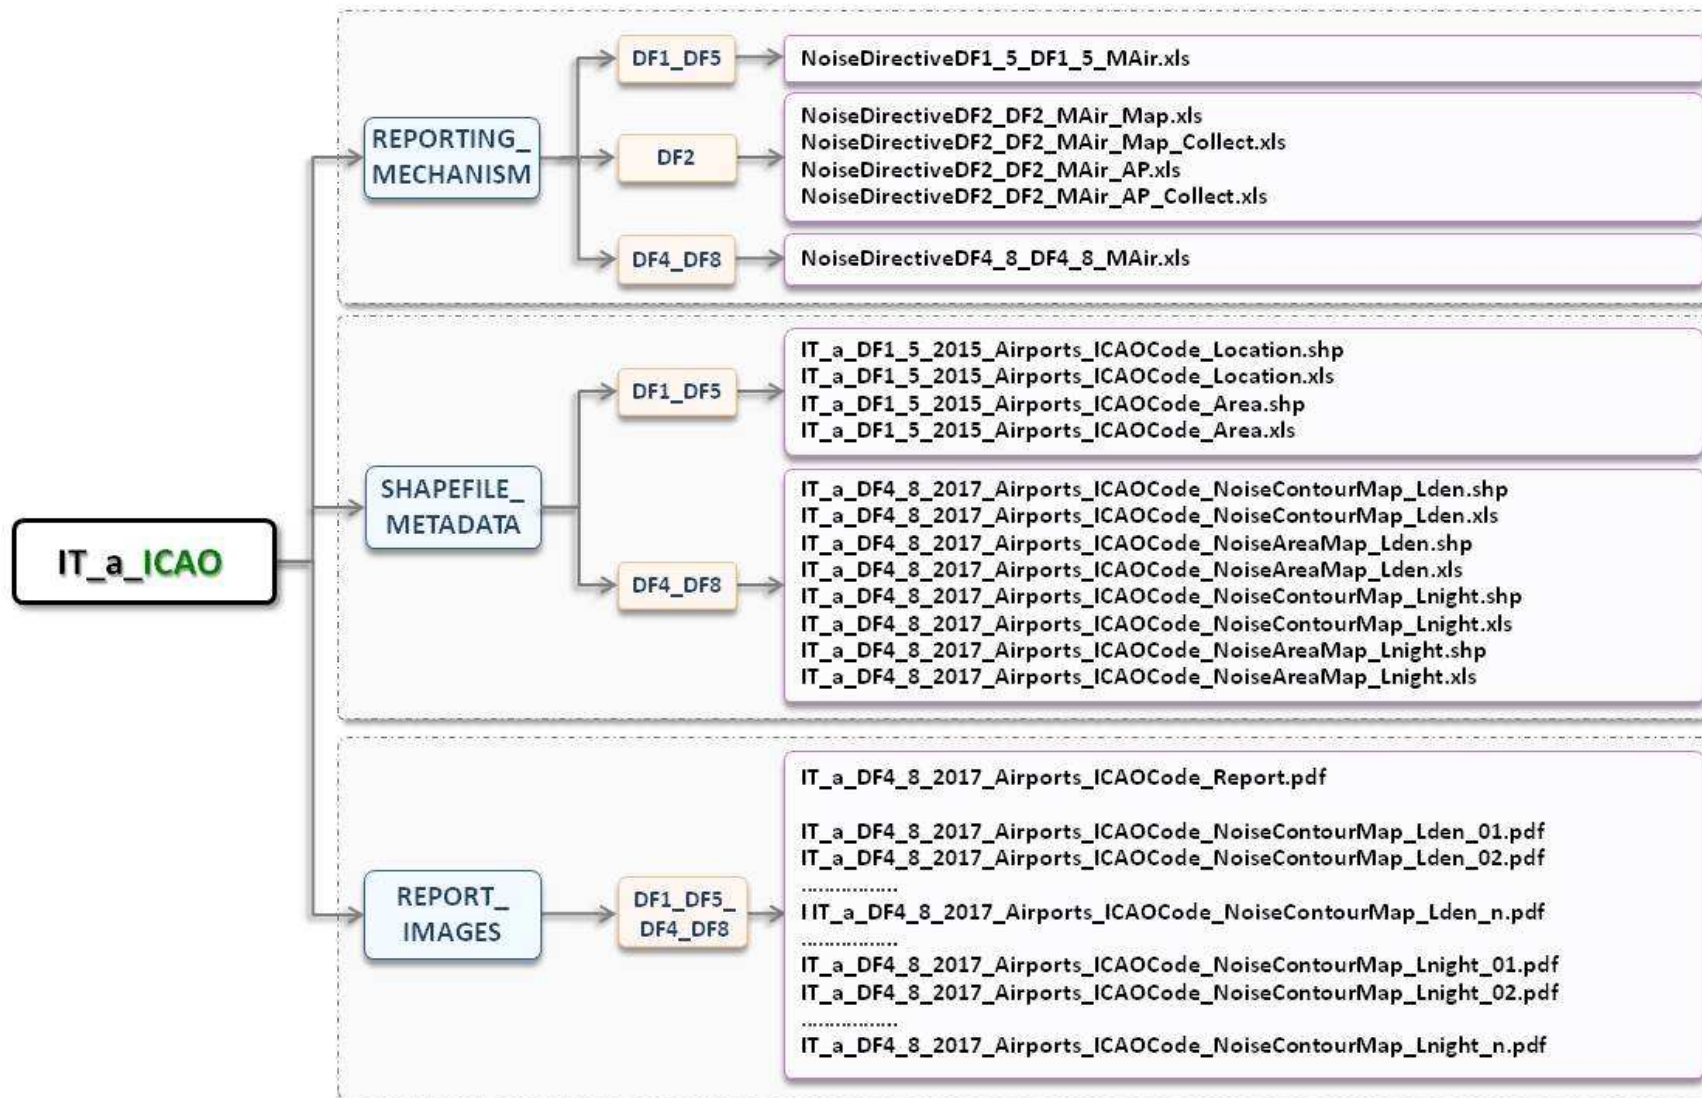 IT_a_ICAO
REPORTING_
MECHANISM
DF1_DF5
NoiseDirectiveDF1_5_DF1_5_MAir.xls
DF2
NoiseDirectiveDF2_DF2_MAir_Map.xls
NoiseDirectiveDF2_DF2_MAir_Map_Collect.xls
NoiseDirectiveDF2_DF2_MAir_AP.xls
NoiseDirectiveDF2_DF2_MAir_AP_Collect.xls
DF4_DF8
NoiseDirectiveDF4_8_DF4_8_MAir.xls
SHAPEFILE_
METADATA
DF1_DF5
IT_a_DF1_5_2015_Airports_ICAOCode_Location.shp
IT_a_DF1_5_2015_Airports_ICAOCode_Location.xls
IT_a_DF1_5_2015_Airports_ICAOCode_Area.shp
IT_a_DF1_5_2015_Airports_ICAOCode_Area.xls
DF4_DF8
IT_a_DF4_8_2017_Airports_ICAOCode_NoiseContourMap_Lden.shp
IT_a_DF4_8_2017_Airports_ICAOCode_NoiseContourMap_Lden.xls
IT_a_DF4_8_2017_Airports_ICAOCode_NoiseAreaMap_Lden.shp
IT_a_DF4_8_2017_Airports_ICAOCode_NoiseAreaMap_Lden.xls
IT_a_DF4_8_2017_Airports_ICAOCode_NoiseContourMap_Lnight.shp
IT_a_DF4_8_2017_Airports_ICAOCode_NoiseContourMap_Lnight.xls
IT_a_DF4_8_2017_Airports_ICAOCode_NoiseAreaMap_Lnight.shp
IT_a_DF4_8_2017_Airports_ICAOCode_NoiseAreaMap_Lnight.xls
REPORT_
IMAGES
DF1_DF5_
DF4_DF8
IT_a_DF4_8_2017_Airports_ICAOCode_Report.pdf
IT_a_DF4_8_2017_Airports_ICAOCode_NoiseContourMap_Lden_01.pdf
IT_a_DF4_8_2017_Airports_ICAOCode_NoiseContourMap_Lden_02.pdf
.................
I IT_a_DF4_8_2017_Airports_ICAOCode_NoiseContourMap_Lden_n.pdf
.................
IT_a_DF4_8_2017_Airports_ICAOCode_NoiseContourMap_Lnight_01.pdf
IT_a_DF4_8_2017_Airports_ICAOCode_NoiseContourMap_Lnight_02.pdf
.................
IT_a_DF4_8_2017_Airports_ICAOCode_NoiseContourMap_Lnight_n.pdf